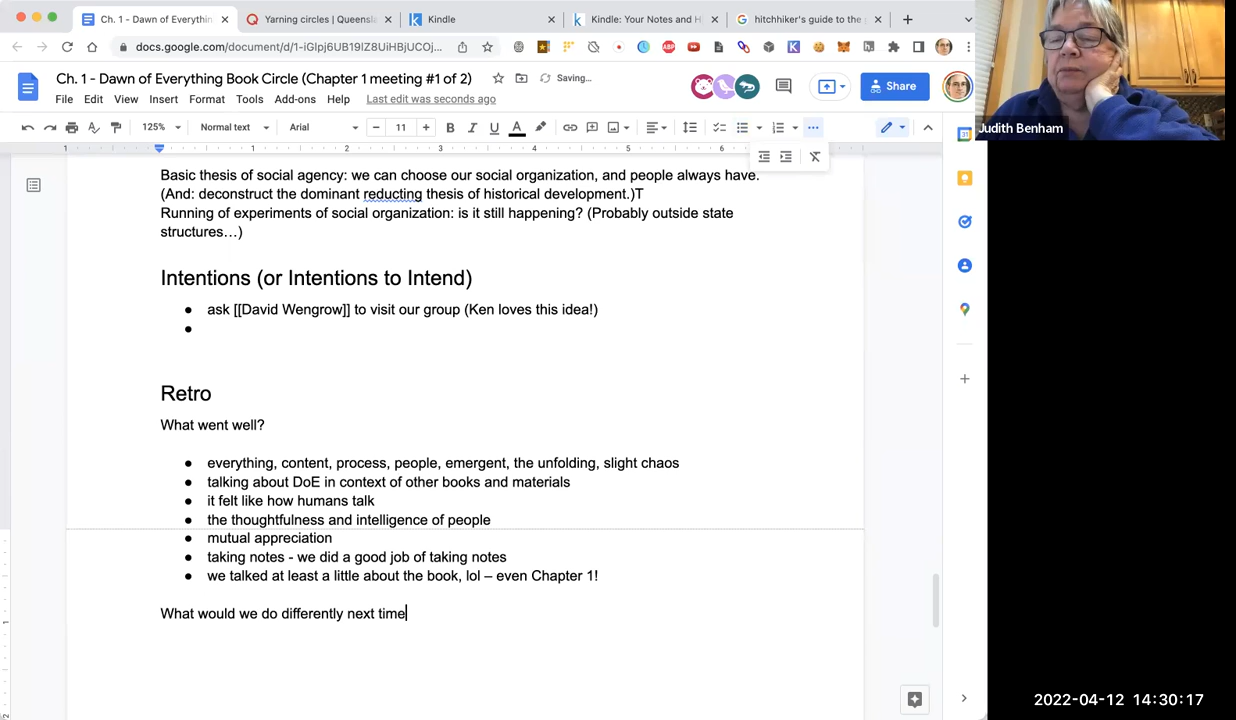 Ch. 1 - Dawn of Everythin
Yarning circles | Queensla
Kindle
Kindle: Your Notes and H
hitchhiker's guide to the
docs.google.com/document/d/1-iGlpj6UB19IZ8UiHBjUCOj...
Ch. 1 - Dawn of Everything Book Circle (Chapter 1 meeting #1 of 2)
Saving...
File Edit View Insert Format Tools Add-ons Help Last edit was seconds ago
Share
125% Normal text Arial 11
1 1 2 3 4 5 6
Basic thesis of social agency: we can choose our social organization, and people always have.
(And: deconstruct the dominant reducting thesis of historical development.)T
Running of experiments of social organization: is it still happening? (Probably outside state
structures…)
Intentions (or Intentions to Intend)
ask [[David Wengrow]] to visit our group (Ken loves this idea!)
Retro
What went well?
everything, content, process, people, emergent, the unfolding, slight chaos
talking about DoE in context of other books and materials
it felt like how humans talk
the thoughtfulness and intelligence of people
mutual appreciation
taking notes - we did a good job of taking notes
we talked at least a little about the book, lol – even Chapter 1!
What would we do differently next time
Judith Benham
2022-04-12 14:30:17